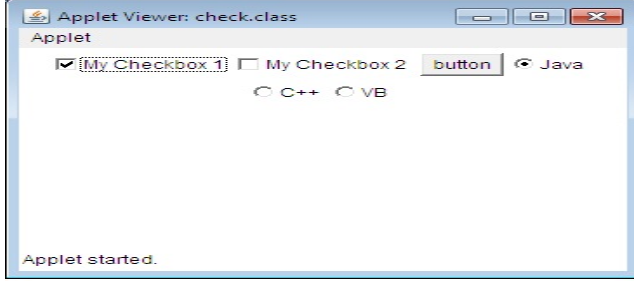 Applet Viewer: check.class
Applet
My Checkbox 1 My Checkbox 2 button Java
C++ VB
Applet started.